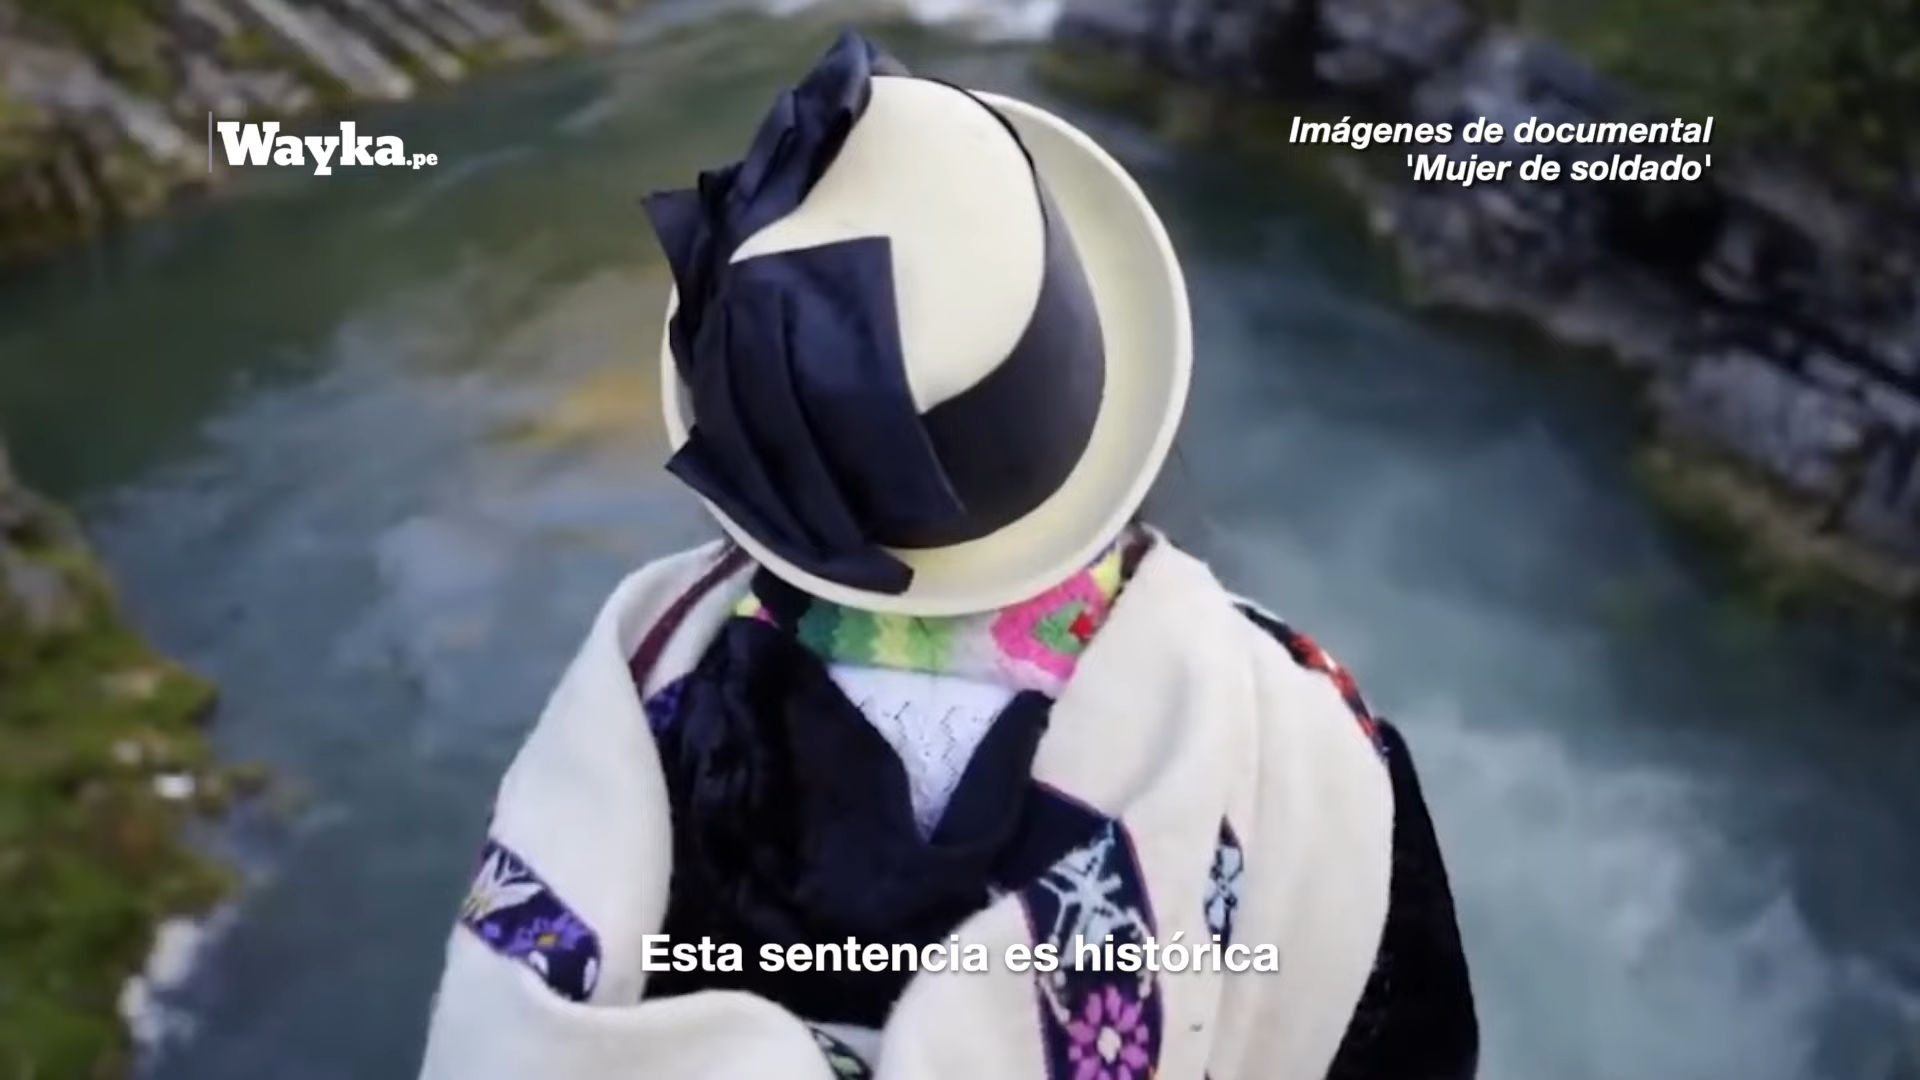 Wayka.pe
Imágenes de documental
'Mujer de soldado'
Esta sentencia es histórica